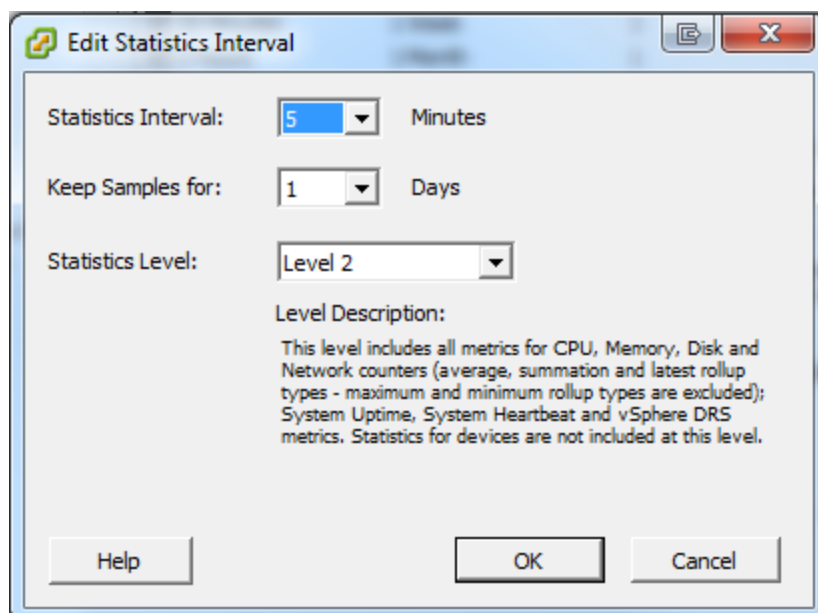 Edit Statistics Interval
Statistics Interval: 5 Minutes
Keep Samples for: 1 Days
Statistics Level: Level 2
Level Description:
This level includes all metrics for CPU, Memory, Disk and
Network counters (average, summation and latest rollup
types - maximum and minimum rollup types are excluded);
System Uptime, System Heartbeat and vSphere DRS
metrics. Statistics for devices are not included at this level.
Help OK Cancel